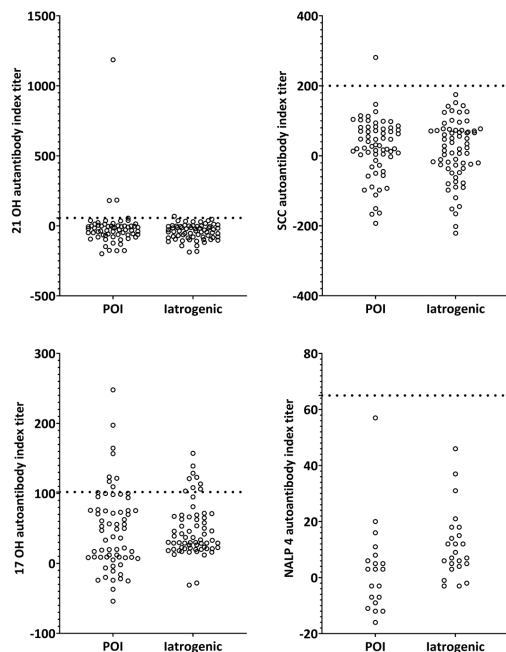 21 OH autantibody index titer
1500
1000
500
0
-500
POI
Iatrogenic
SCC autoantibody index titer
400
200
0
-200
-400
POI
Iatrogenic
17 OH autoantibody index titer
300
200
100
0
-100
POI
Iatrogenic
NALP 4 autoantibody index titer
80
60
40
20
0
-20
POI
Iatrogenic